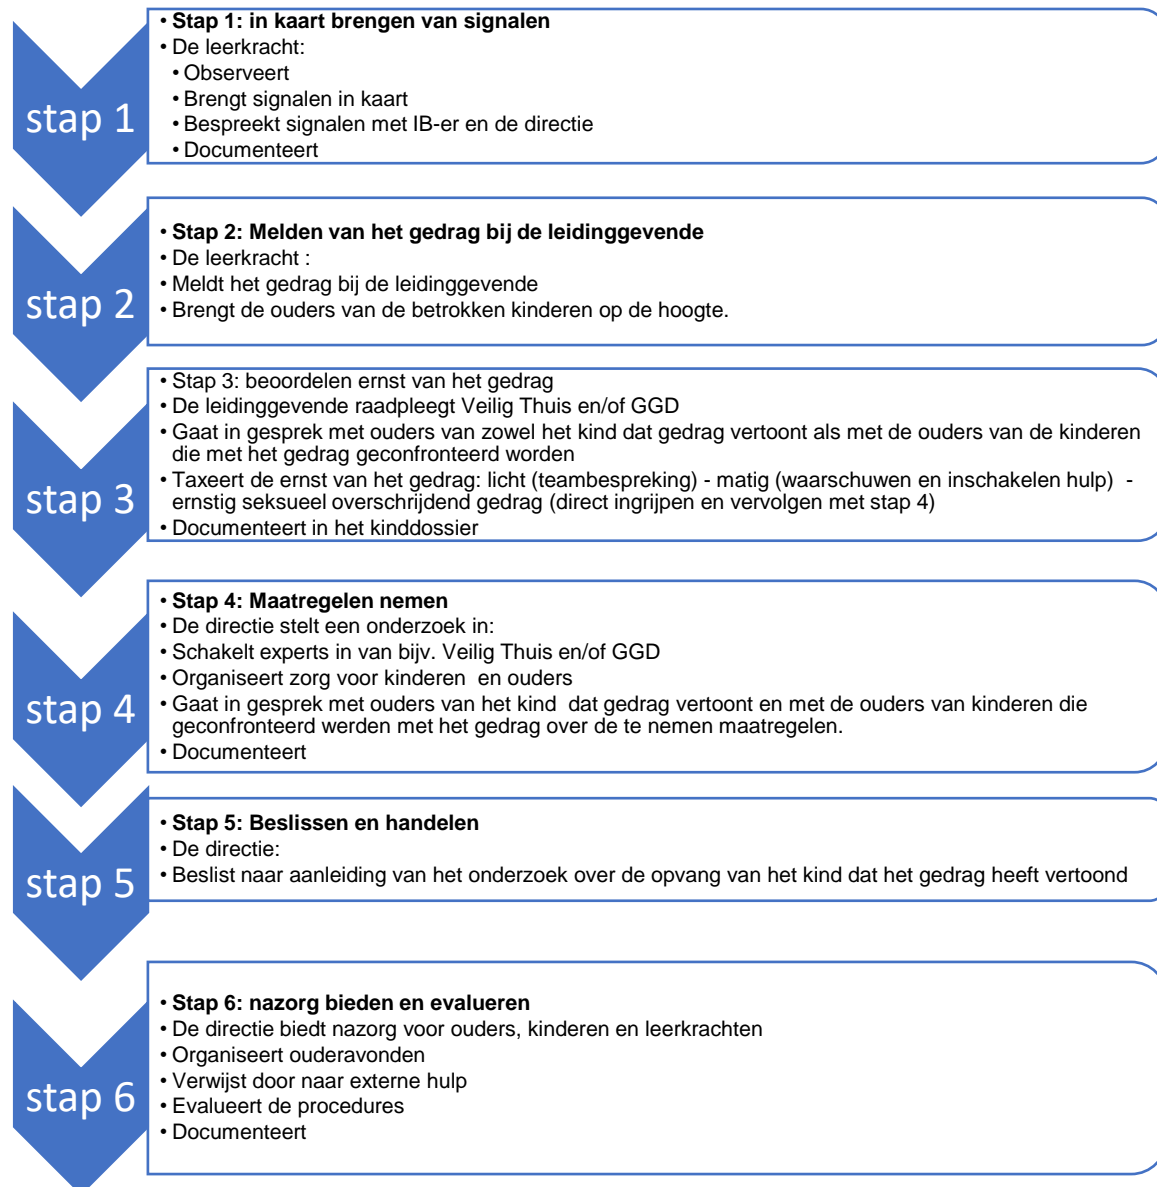 stap 1
• Stap 1: in kaart brengen van signalen
• De leerkracht:
• Observeert
• Brengt signalen in kaart
• Bespreekt signalen met IB-er en de directie
• Documenteert
stap 2
• Stap 2: Melden van het gedrag bij de leidinggevende
• De leerkracht :
• Meldt het gedrag bij de leidinggevende
• Brengt de ouders van de betrokken kinderen op de hoogte.
stap 3
• Stap 3: beoordelen ernst van het gedrag
• De leidinggevende raadpleegt Veilig Thuis en/of GGD
• Gaat in gesprek met ouders van zowel het kind dat gedrag vertoont als met de ouders van de kinderen
die met het gedrag geconfronteerd worden
• Taxeert de ernst van het gedrag: licht (teambespreking) - matig (waarschuwen en inschakelen hulp) -
ernstig seksueel overschrijdend gedrag (direct ingrijpen en vervolgen met stap 4)
• Documenteert in het kinddossier
stap 4
• Stap 4: Maatregelen nemen
• De directie stelt een onderzoek in:
• Schakelt experts in van bijv. Veilig Thuis en/of GGD
• Organiseert zorg voor kinderen en ouders
• Gaat in gesprek met ouders van het kind dat gedrag vertoont en met de ouders van kinderen die
geconfronteerd werden met het gedrag over de te nemen maatregelen.
• Documenteert
stap 5
• Stap 5: Beslissen en handelen
• De directie:
• Beslist naar aanleiding van het onderzoek over de opvang van het kind dat het gedrag heeft vertoond
stap 6
• Stap 6: nazorg bieden en evalueren
• De directie biedt nazorg voor ouders, kinderen en leerkrachten
• Organiseert ouderavonden
• Verwijst door naar externe hulp
• Evalueert de procedures
• Documenteert